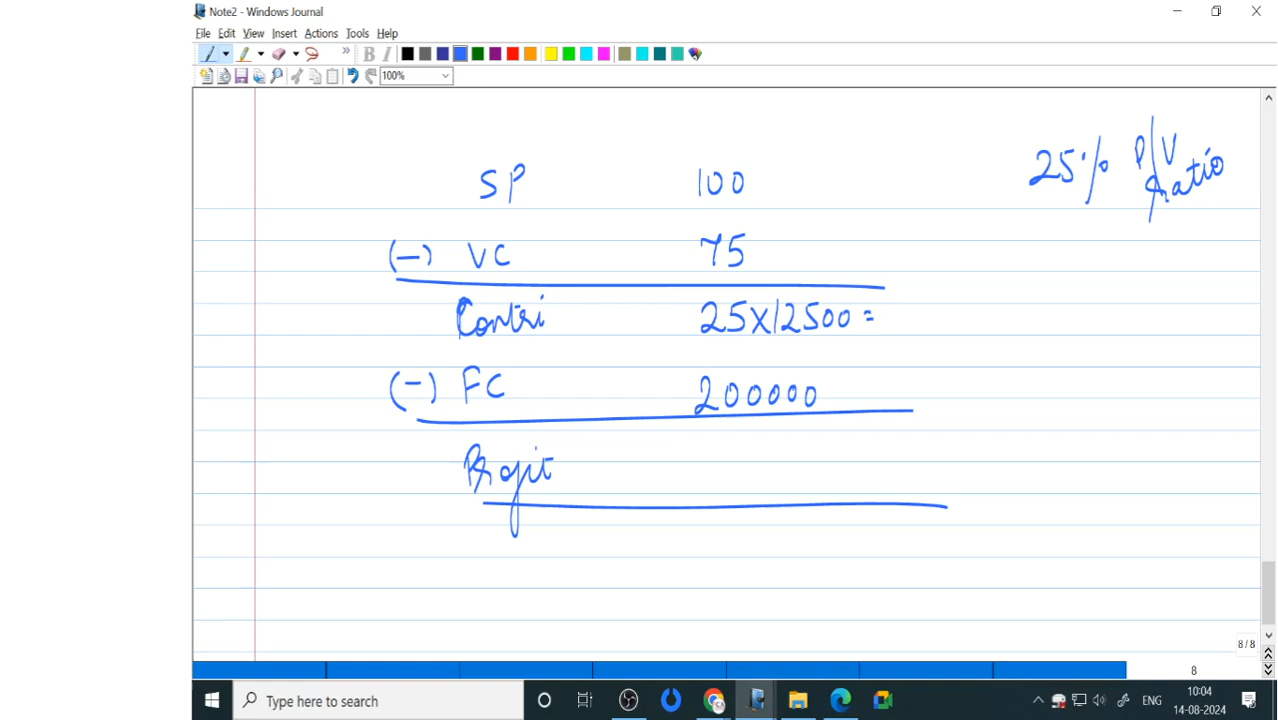 Note2 - Windows Journal
File Edit View Insert Actions Tools Help
B I
100%
25% P/V Ratio
SP 100
(-) VC 75
Contri 25X12500 =
(-) FC 200000
Profit
8 / 8
8
Type here to search
ENG
10:04
14-08-2024